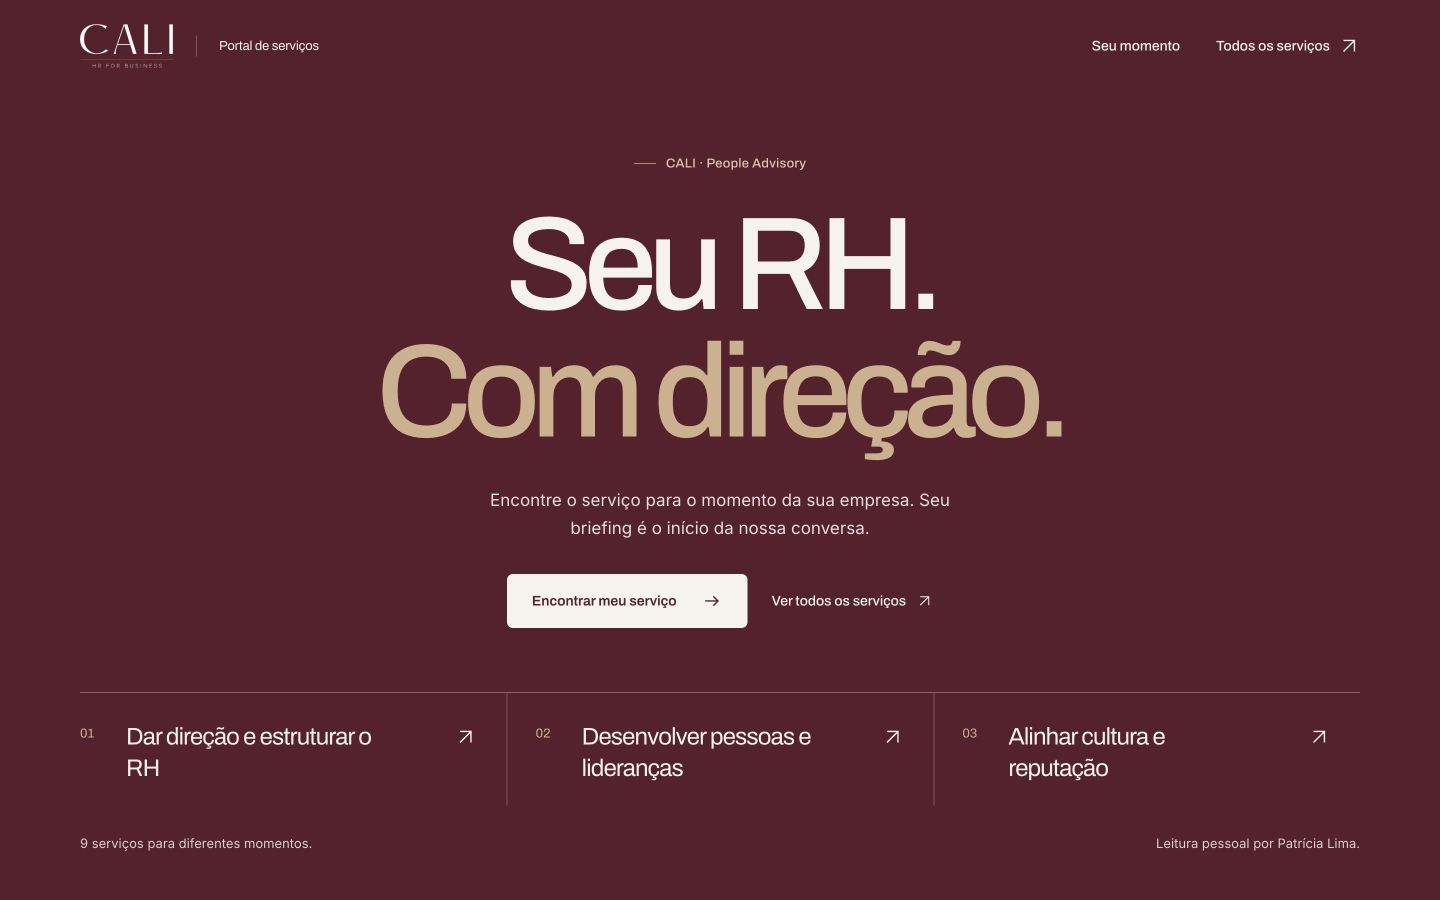 CALI
HR FOR BUSINESS
Portal de serviços
Seu momento
Todos os serviços
CALI · People Advisory
Seu RH.
Com direção.
Encontre o serviço para o momento da sua empresa. Seu
briefing é o início da nossa conversa.
Encontrar meu serviço
Ver todos os serviços
01
Dar direção e estruturar o
RH
02
Desenvolver pessoas e
lideranças
03
Alinhar cultura e
reputação
9 serviços para diferentes momentos.
Leitura pessoal por Patrícia Lima.